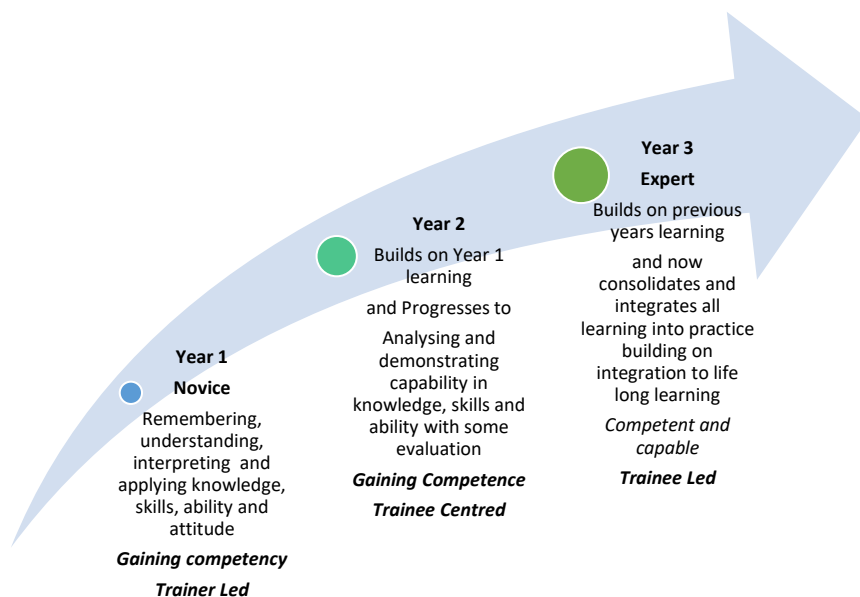 Year 1
Novice
Remembering,
understanding,
interpreting and
applying knowledge,
skills, ability and
attitude
Gaining competency
Trainer Led
Year 2
Builds on Year 1
learning
and Progresses to
Analysing and
demonstrating
capability in
knowledge, skills and
ability with some
evaluation
Gaining Competence
Trainee Centred
Year 3
Expert
Builds on previous
years learning
and now
consolidates and
integrates all
learning into practice
building on
integration to life
long learning
Competent and
capable
Trainee Led